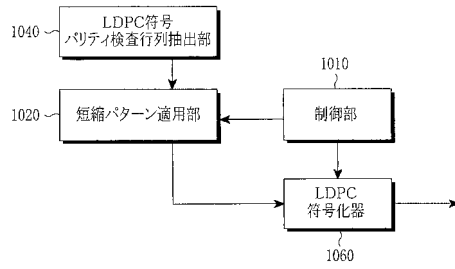 1040
LDPC符号
パリティ検査行列抽出部
1010
1020
短縮パターン適用部
制御部
LDPC
符号化器
1060